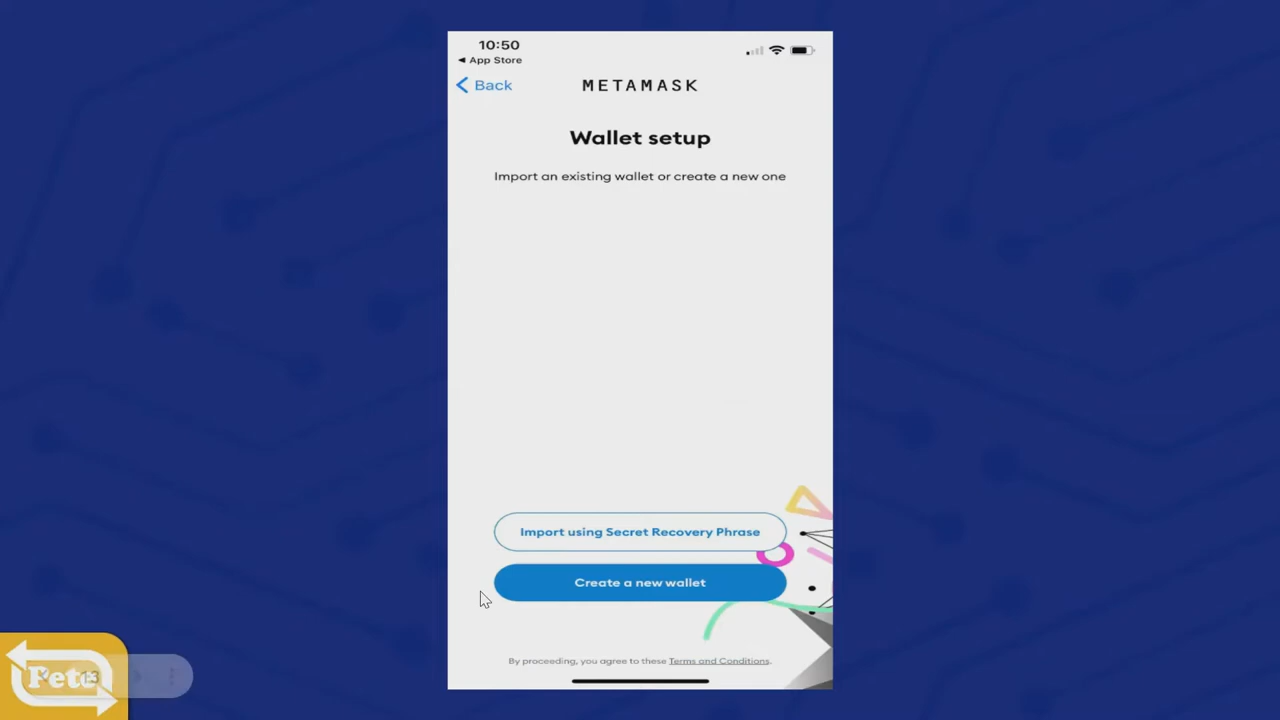 10:50
App Store
Back
METAMASK
Wallet setup
Import an existing wallet or create a new one
Import using Secret Recovery Phrase
Create a new wallet
By proceeding, you agree to these Terms and Conditions.
13